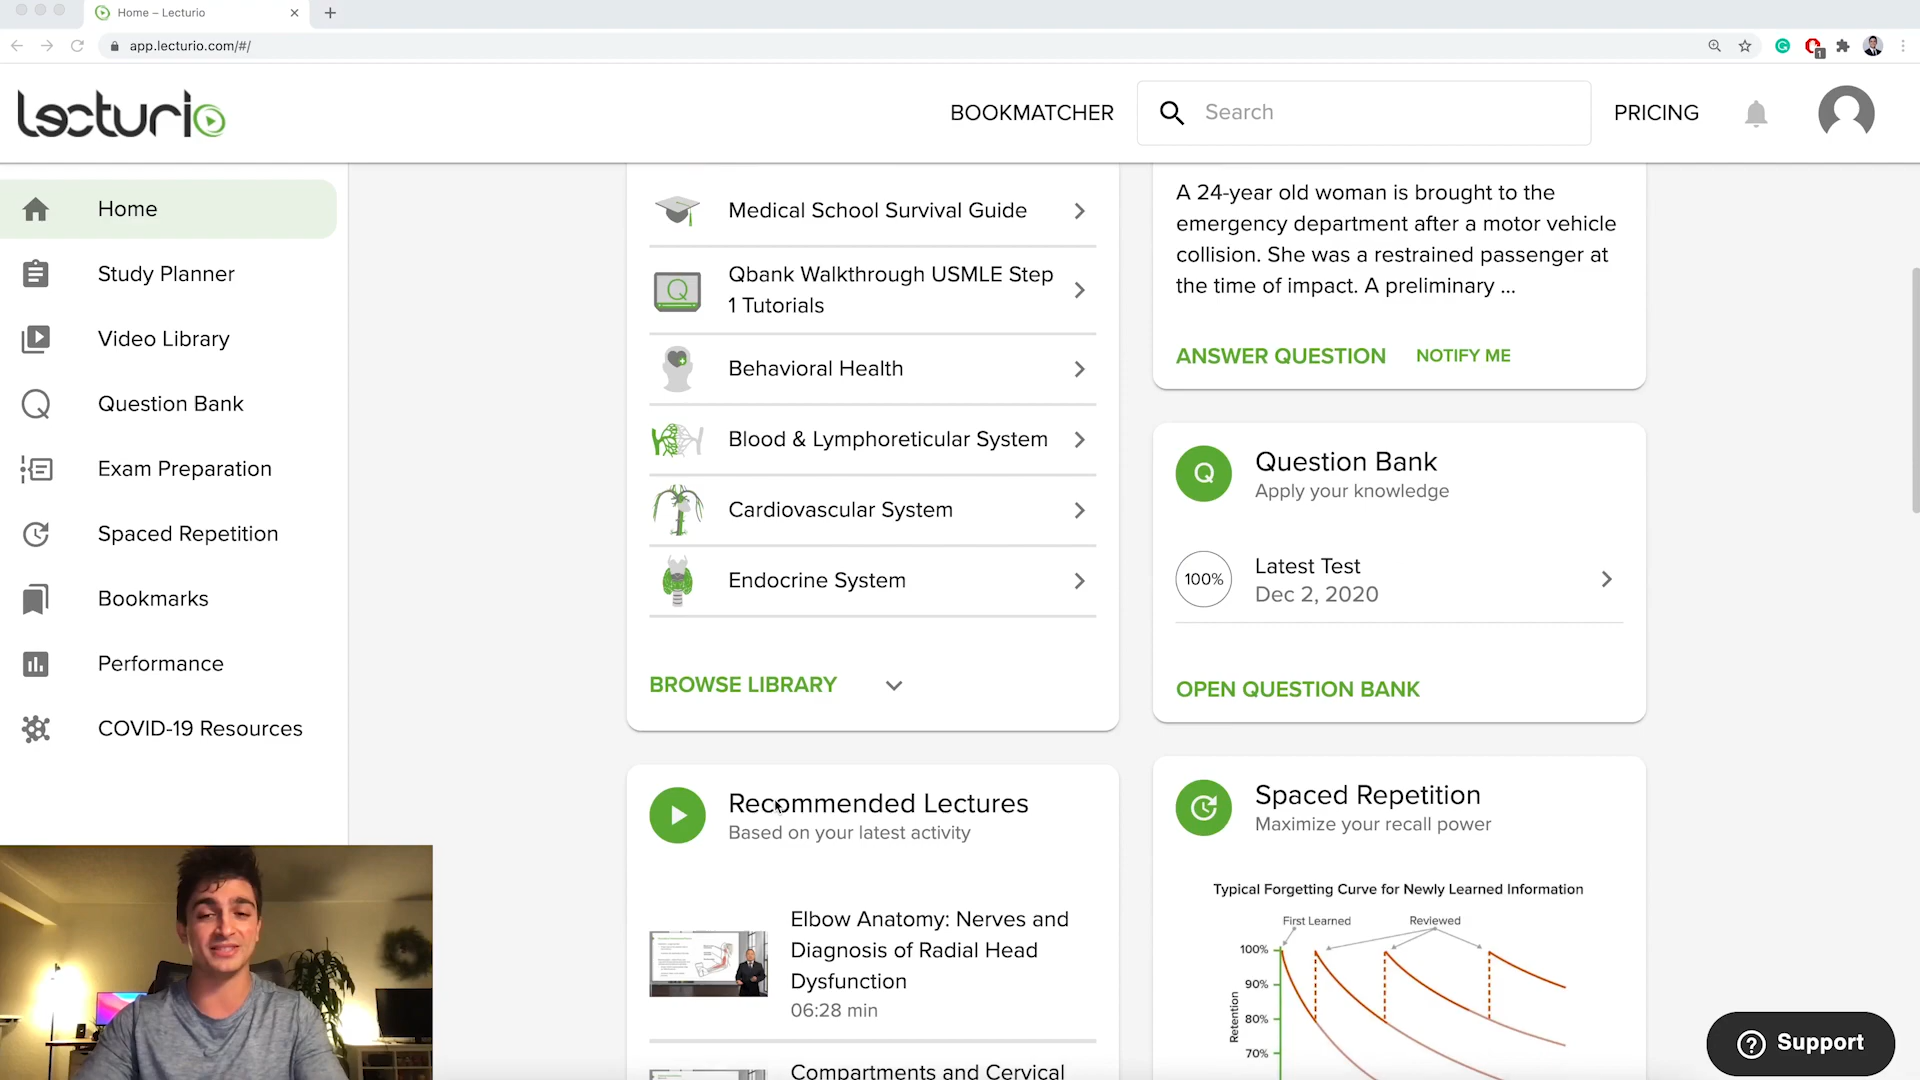 Home – Lecturio
app.lecturio.com/#/
1
lecturio
BOOKMATCHER
Search
PRICING
Home
Study Planner
Video Library
Question Bank
Exam Preparation
Spaced Repetition
Bookmarks
Performance
COVID-19 Resources
Medical School Survival Guide
Qbank Walkthrough USMLE Step
1 Tutorials
Behavioral Health
Blood & Lymphoreticular System
Cardiovascular System
Endocrine System
BROWSE LIBRARY
Recommended Lectures
Based on your latest activity
Elbow Anatomy: Nerves and
Diagnosis of Radial Head
Dysfunction
06:28 min
Compartments and Cervical
A 24-year old woman is brought to the
emergency department after a motor vehicle
collision. She was a restrained passenger at
the time of impact. A preliminary ...
ANSWER QUESTION NOTIFY ME
Q
Question Bank
Apply your knowledge
100%
Latest Test
Dec 2, 2020
OPEN QUESTION BANK
Spaced Repetition
Maximize your recall power
Typical Forgetting Curve for Newly Learned Information
First Learned Reviewed
100%
90%
80%
70%
Retention
Support